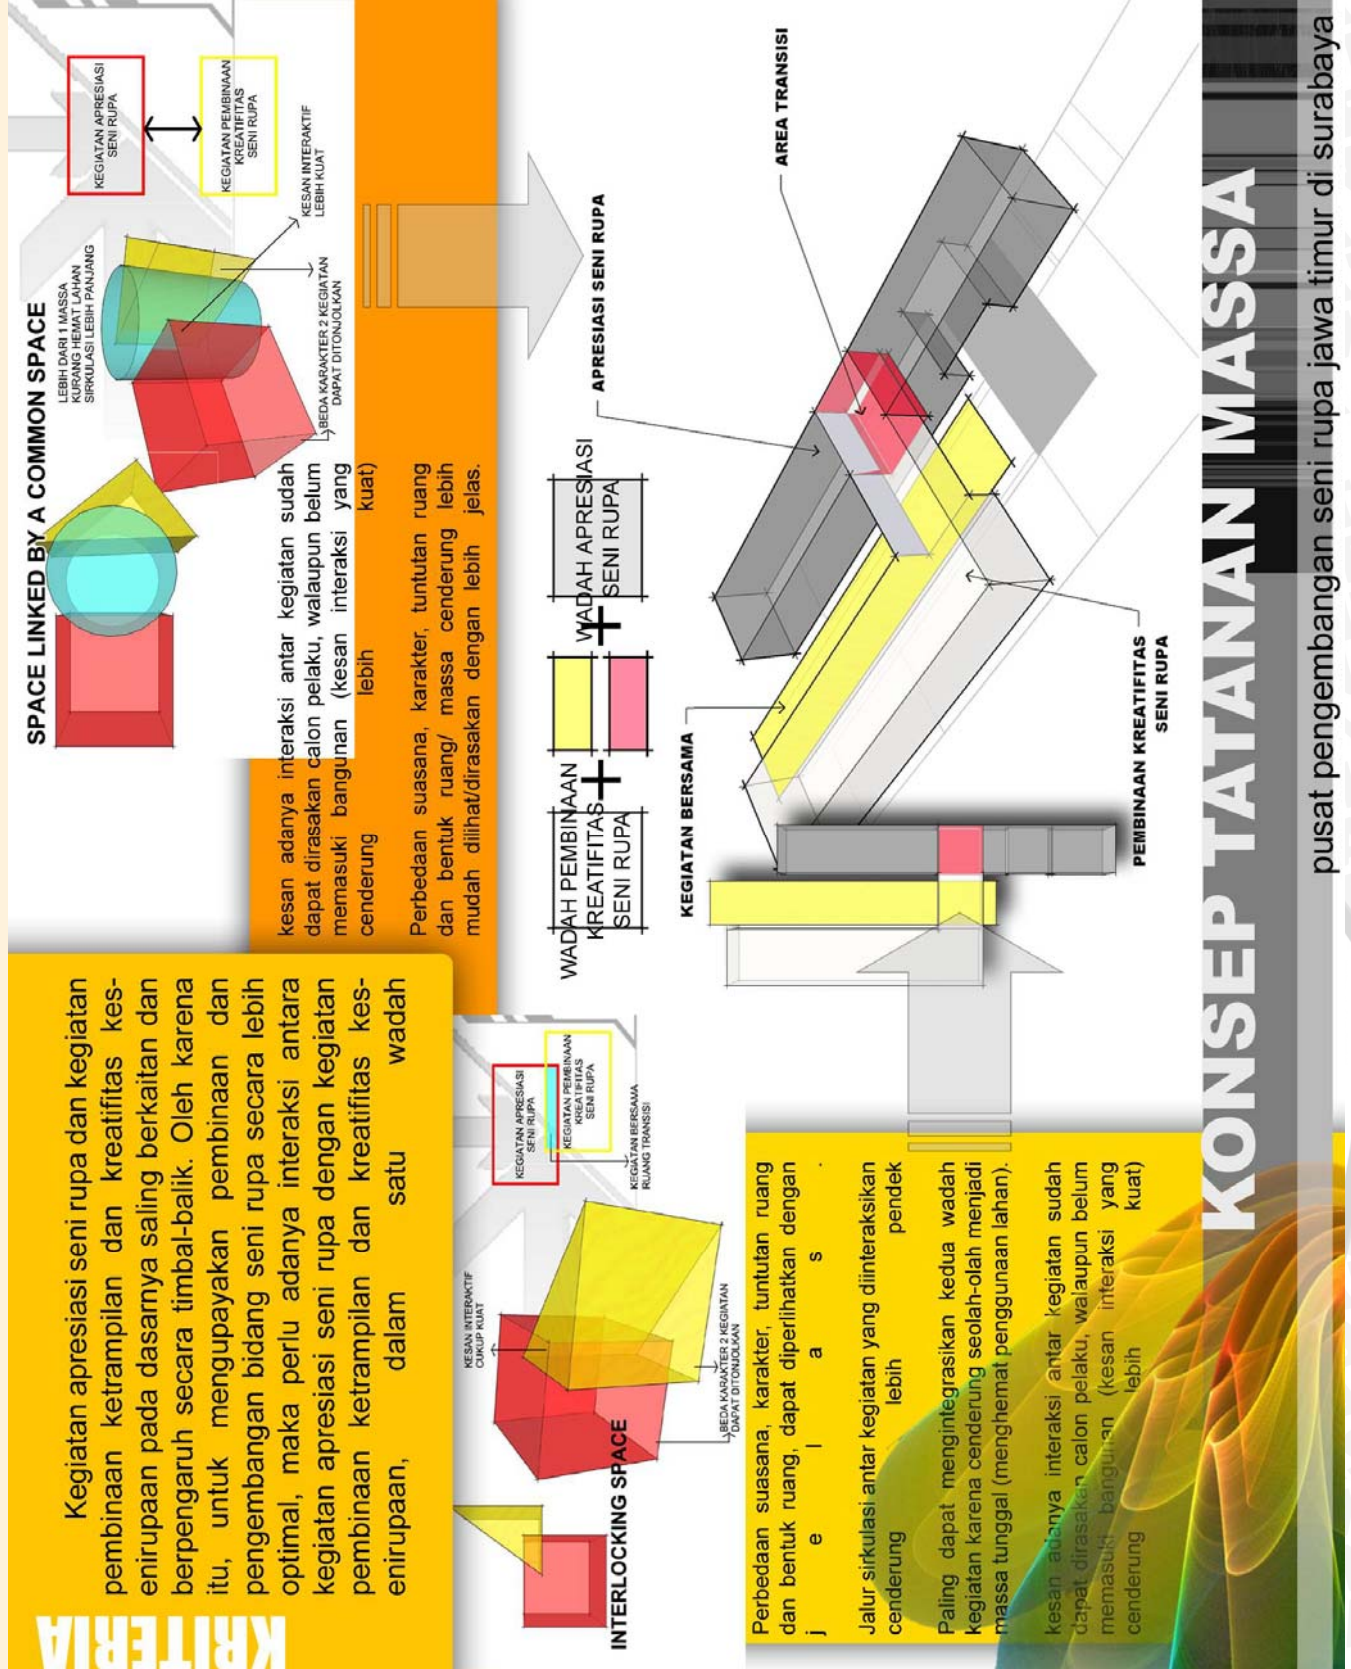 KRITERIA
Kegiatan apresiasi seni rupa dan kegiatan
pembinaan ketrampilan dan kreatifitas kes-
enirupaan pada dasarnya saling berkaitan dan
berpengaruh secara timbal-balik. Oleh karena
itu, untuk mengupayakan pembinaan dan
pengembangan bidang seni rupa secara lebih
optimal, maka perlu adanya interaksi antara
kegiatan apresiasi seni rupa dengan kegiatan
pembinaan ketrampilan dan kreatifitas kes-
enirupaan, dalam satu wadah
SPACE LINKED BY A COMMON SPACE
LEBIH DARI 1 MASSA
KURANG HEMAT LAHAN
SIRKULASI LEBIH PANJANG
KEGIATAN APRESIASI
SENI RUPA
KEGIATAN PEMBINAAN
KREATIFITAS
SENI RUPA
KESAN INTERAKTIF
LEBIH KUAT
BEDA KARAKTER 2 KEGIATAN
DAPAT DITONJOLKAN
kesan adanya interaksi antar kegiatan sudah
dapat dirasakan calon pelaku, walaupun belum
memasuki bangunan (kesan interaksi yang
cenderung lebih kuat)
Perbedaan suasana, karakter, tuntutan ruang
dan bentuk ruang/ massa cenderung lebih
mudah dilihat/dirasakan dengan lebih jelas.
INTERLOCKING SPACE
KESAN INTERAKTIF
CUKUP KUAT
KEGIATAN APRESIASI
SENI RUPA
KEGIATAN PEMBINAAN
KREATIFITAS
SENI RUPA
KEGIATAN BERSAMA
RUANG TRANSISI
BEDA KARAKTER 2 KEGIATAN
DAPAT DITONJOLKAN
Perbedaan suasana, karakter, tuntutan ruang
dan bentuk ruang, dapat diperlihatkan dengan
j e l a s .
Jalur sirkulasi antar kegiatan yang diinteraksikan
cenderung lebih pendek
Paling dapat mengintegrasikan kedua wadah
kegiatan karena cenderung seolah-olah menjadi
massa tunggal (menghemat penggunaan lahan).
kesan adanya interaksi antar kegiatan sudah
dapat dirasakan calon pelaku, walaupun belum
memasuki bangunan (kesan interaksi yang
cenderung lebih kuat)
WADAH PEMBINAAN
KREATIFITAS
SENI RUPA
+
+
WADAH APRESIASI
SENI RUPA
KEGIATAN BERSAMA
APRESIASI SENI RUPA
AREA TRANSISI
PEMBINAAN KREATIFITAS
SENI RUPA
KONSEP TATANAN MASSA
pusat pengembangan seni rupa jawa timur di surabaya